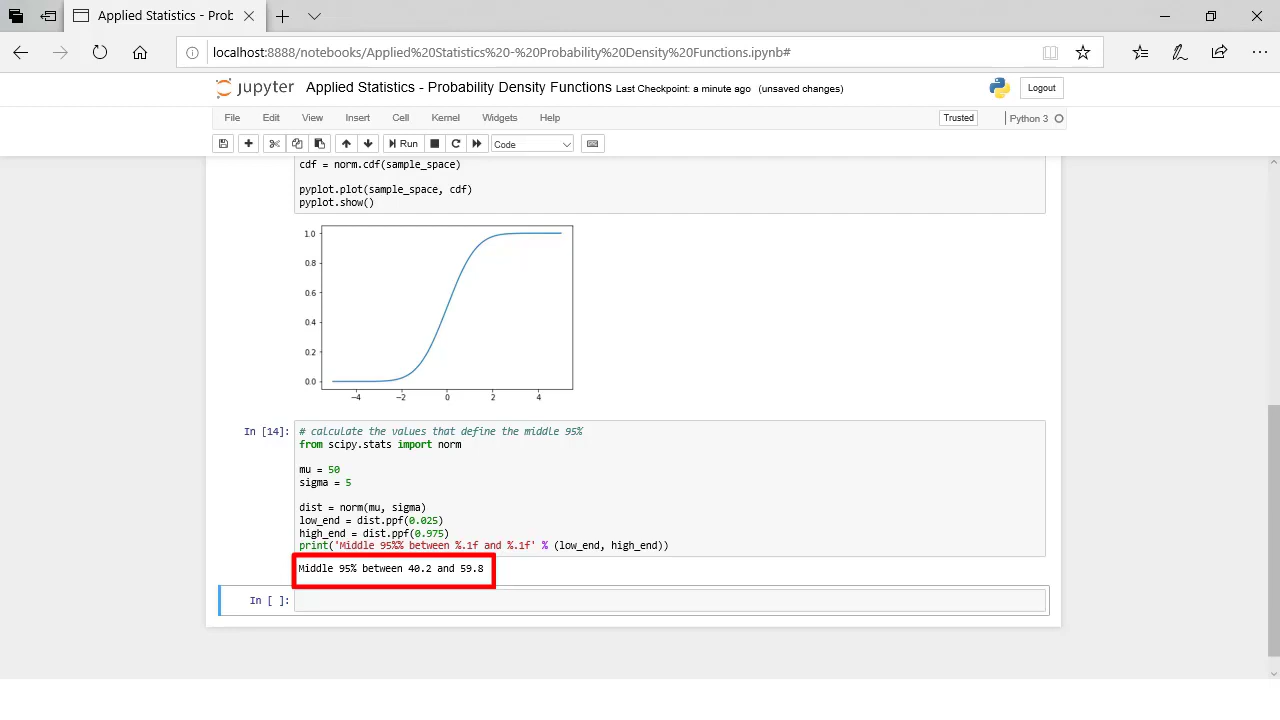 Applied Statistics - Prob
localhost:8888/notebooks/Applied%20Statistics%20-%20Probability%20Density%20Functions.ipynb#
jupyter Applied Statistics - Probability Density Functions Last Checkpoint: a minute ago (unsaved changes) Logout
File Edit View Insert Cell Kernel Widgets Help Trusted Python 3
Run Code
cdf = norm.cdf(sample_space)
pyplot.plot(sample_space, cdf)
pyplot.show()
1.0
0.8
0.6
0.4
0.2
0.0
−4 −2 0 2 4
In [14]: # calculate the values that define the middle 95%
from scipy.stats import norm
mu = 50
sigma = 5
dist = norm(mu, sigma)
low_end = dist.ppf(0.025)
high_end = dist.ppf(0.975)
print('Middle 95%% between %.1f and %.1f' % (low_end, high_end))
Middle 95% between 40.2 and 59.8
In [ ]: